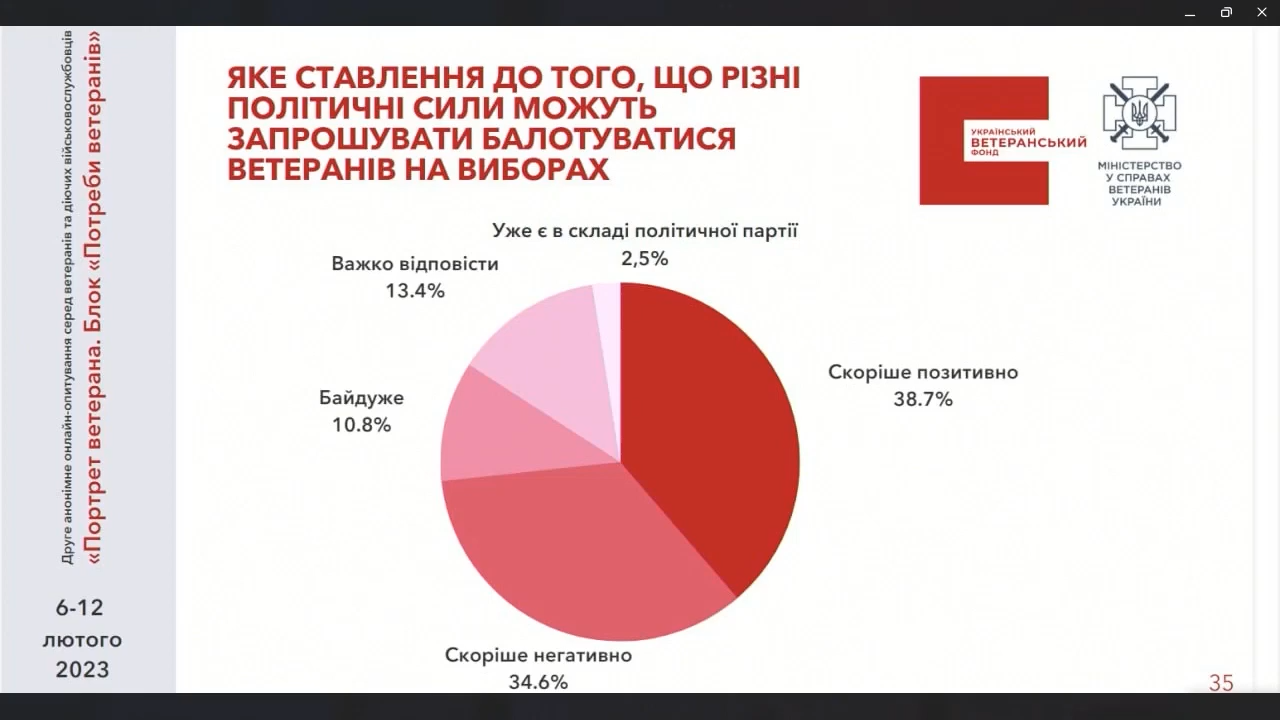 Друге анонімне онлайн-опитування серед ветеранів та діючих військовослужбовців
«Портрет ветерана. Блок «Потреби ветеранів»
6-12
лютого
2023
ЯКЕ СТАВЛЕННЯ ДО ТОГО, ЩО РІЗНІ
ПОЛІТИЧНІ СИЛИ МОЖУТЬ
ЗАПРОШУВАТИ БАЛОТУВАТИСЯ
ВЕТЕРАНІВ НА ВИБОРАХ
УКРАЇНСЬКИЙ
ВЕТЕРАНСЬКИЙ
ФОНД
МІНІСТЕРСТВО
У СПРАВАХ
ВЕТЕРАНІВ
УКРАЇНИ
Уже є в складі політичної партії
2,5%
Важко відповісти
13.4%
Скоріше позитивно
38.7%
Байдуже
10.8%
Скоріше негативно
34.6%
35